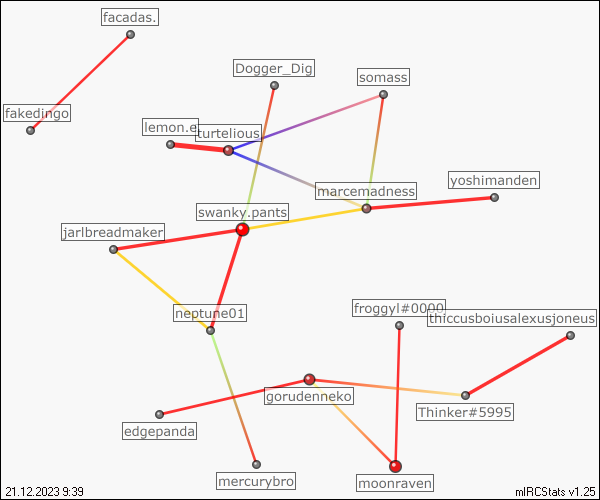 facadas.
Dogger_Dig
somass
fakedingo
lemon.e
turtelious
yoshimanden
marcemadness
swanky.pants
jarlbreadmaker
neptune01
froggyl#0000
thiccusboiusalexusjoneus
gorudenneko
Thinker#5995
edgepanda
mercurybro
moonraven
21.12.2023 9:39
mIRCStats v1.25